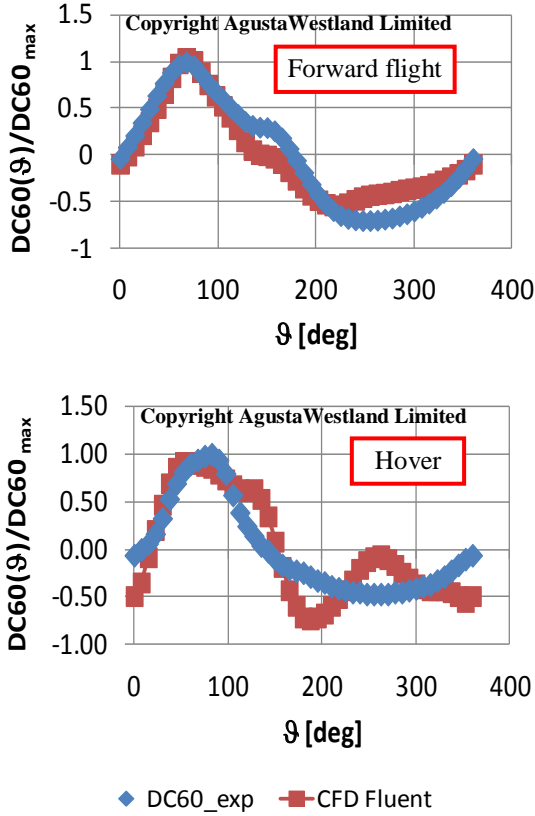 Copyright AgustaWestland Limited
Forward flight
DC60(ϑ)/DC60max
1.5
1
0.5
0
-0.5
-1
0 100 200 300 400
ϑ [deg]
Copyright AgustaWestland Limited
Hover
DC60(ϑ)/DC60max
1.50
1.00
0.50
0.00
-0.50
-1.00
0 100 200 300 400
ϑ [deg]
DC60_exp CFD Fluent